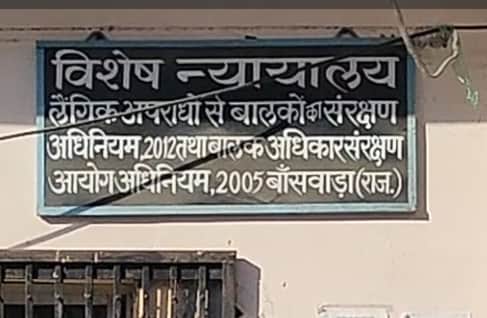 विशेष न्यायालय
लैंगिक अपराधो से बालकों का संरक्षण
अधिनियम,2012 तथा बालक अधिकार संरक्षण
आयोग अधिनियम,2005 बाँसवाड़ा (राज.)